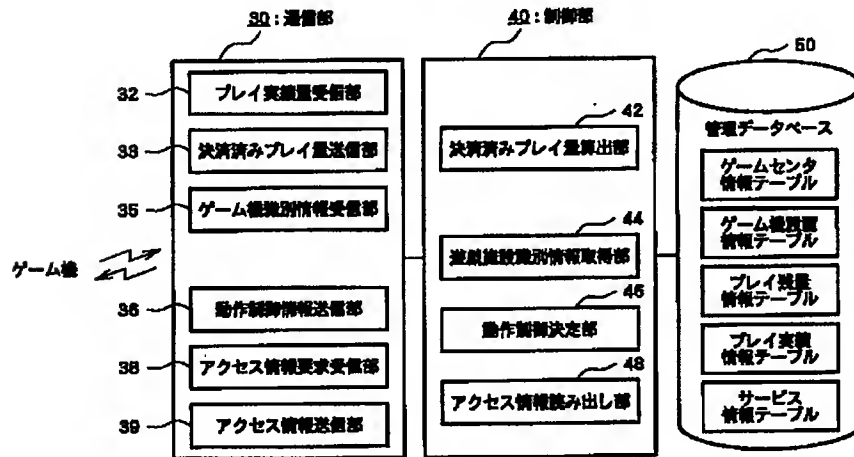 30:通信部
32
プレイ実績量受信部
33
決済済みプレイ量送信部
35
ゲーム機識別情報受信部
ゲーム機
36
動作制御情報送信部
38
アクセス情報要求受信部
39
アクセス情報送信部
40:制御部
42
決済済みプレイ量算出部
44
遊戯施設識別情報取得部
46
動作制御決定部
48
アクセス情報読み出し部
50
管理データベース
ゲームセンタ
情報テーブル
ゲーム機設置
情報テーブル
プレイ残量
情報テーブル
プレイ実績
情報テーブル
サービス
情報テーブル